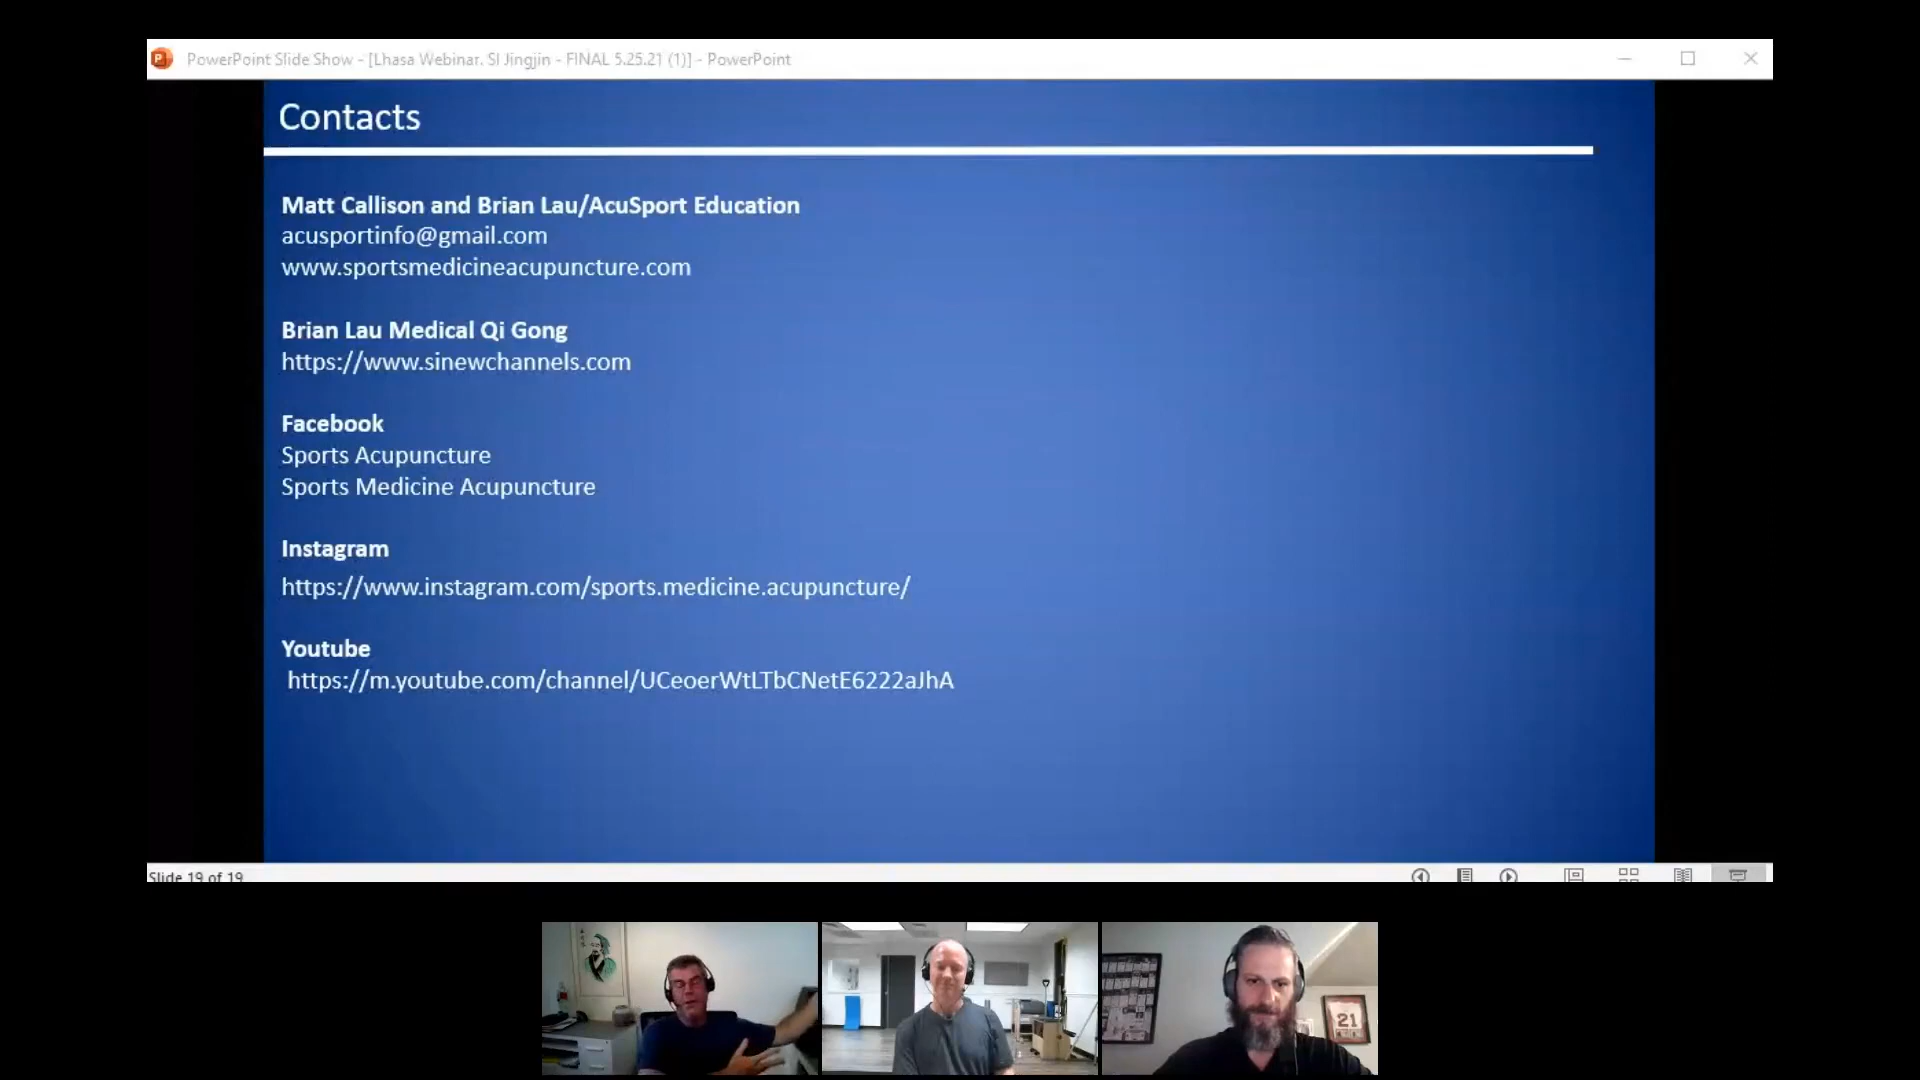 PowerPoint Slide Show - [Lhasa Webinar. SI Jingjin - FINAL 5.25.21 (1)] - PowerPoint
Contacts
Matt Callison and Brian Lau/AcuSport Education
acusportinfo@gmail.com
www.sportsmedicineacupuncture.com
Brian Lau Medical Qi Gong
https://www.sinewchannels.com
Facebook
Sports Acupuncture
Sports Medicine Acupuncture
Instagram
https://www.instagram.com/sports.medicine.acupuncture/
Youtube
https://m.youtube.com/channel/UCeoerWtLTbCNetE6222aJhA
Slide 19 of 19
21